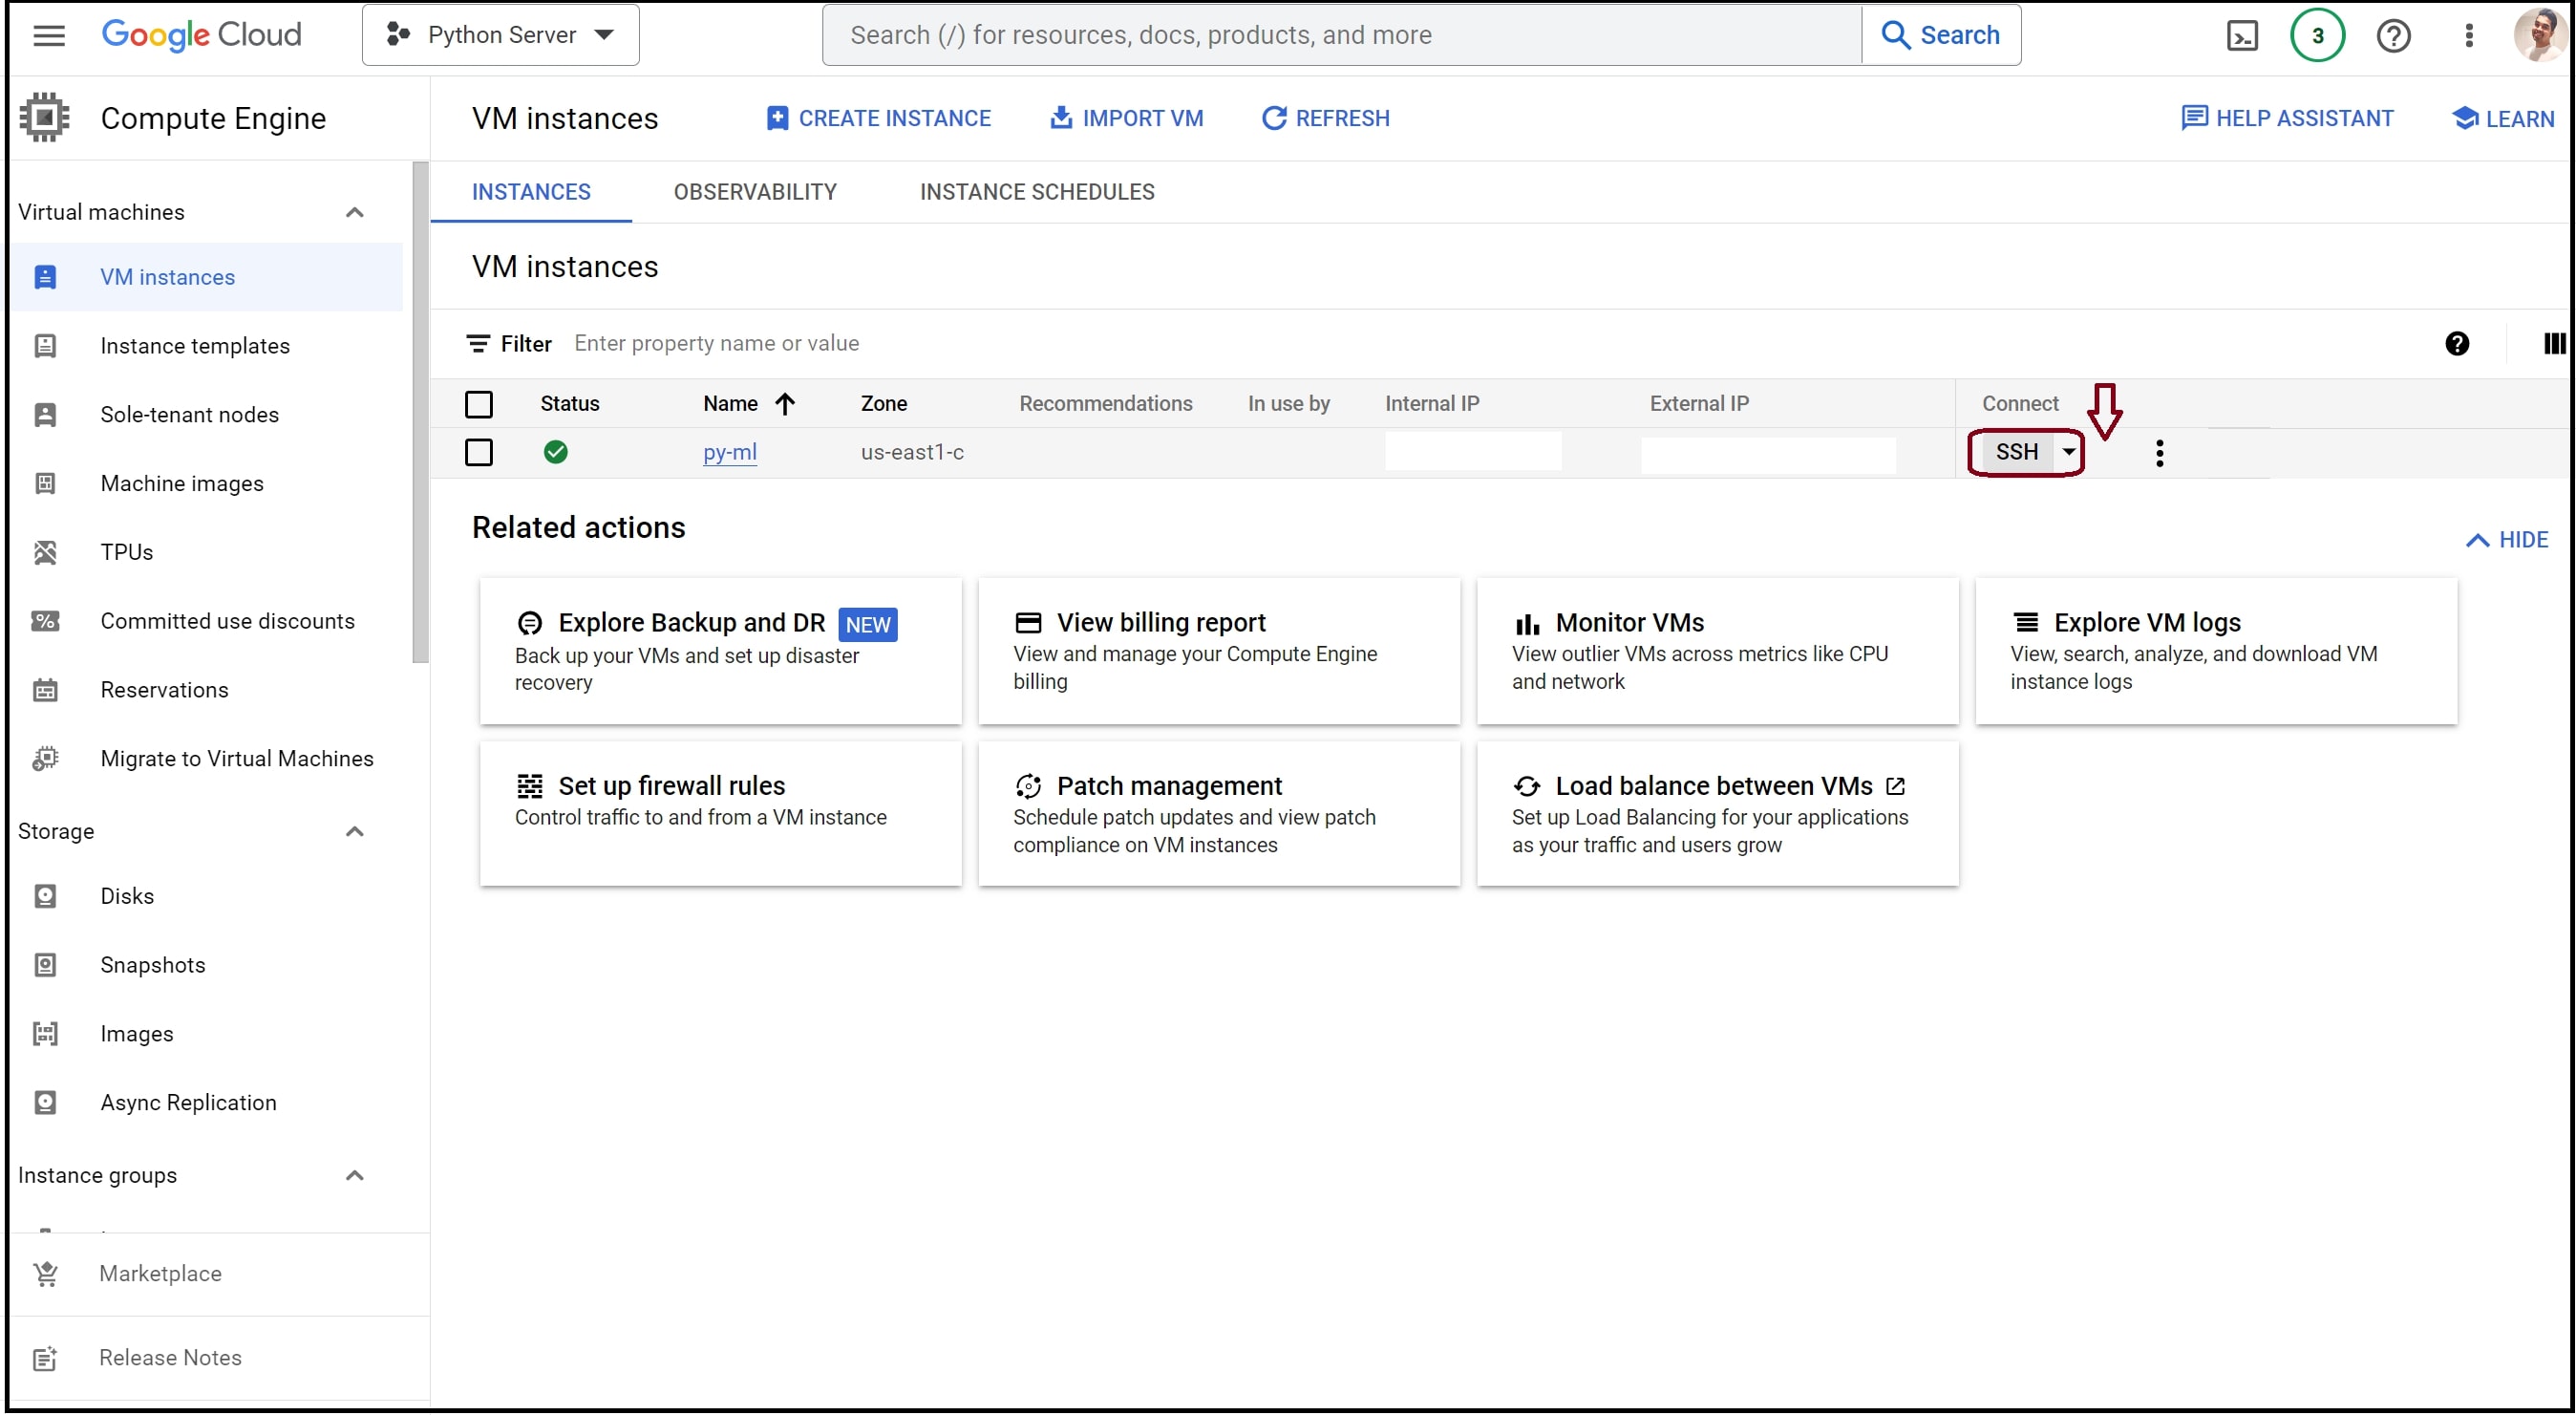 Google Cloud
Python Server
Search (/) for resources, docs, products, and more
Search
3
Compute Engine
VM instances
CREATE INSTANCE
IMPORT VM
REFRESH
HELP ASSISTANT
LEARN
Virtual machines
VM instances
Instance templates
Sole-tenant nodes
Machine images
TPUs
Committed use discounts
Reservations
Migrate to Virtual Machines
Storage
Disks
Snapshots
Images
Async Replication
Instance groups
Marketplace
Release Notes
INSTANCES
OBSERVABILITY
INSTANCE SCHEDULES
VM instances
Filter Enter property name or value
Status Name Zone Recommendations In use by Internal IP External IP Connect
py-ml us-east1-c SSH
Related actions
HIDE
Explore Backup and DR NEW
Back up your VMs and set up disaster
recovery
View billing report
View and manage your Compute Engine
billing
Monitor VMs
View outlier VMs across metrics like CPU
and network
Explore VM logs
View, search, analyze, and download VM
instance logs
Set up firewall rules
Control traffic to and from a VM instance
Patch management
Schedule patch updates and view patch
compliance on VM instances
Load balance between VMs
Set up Load Balancing for your applications
as your traffic and users grow